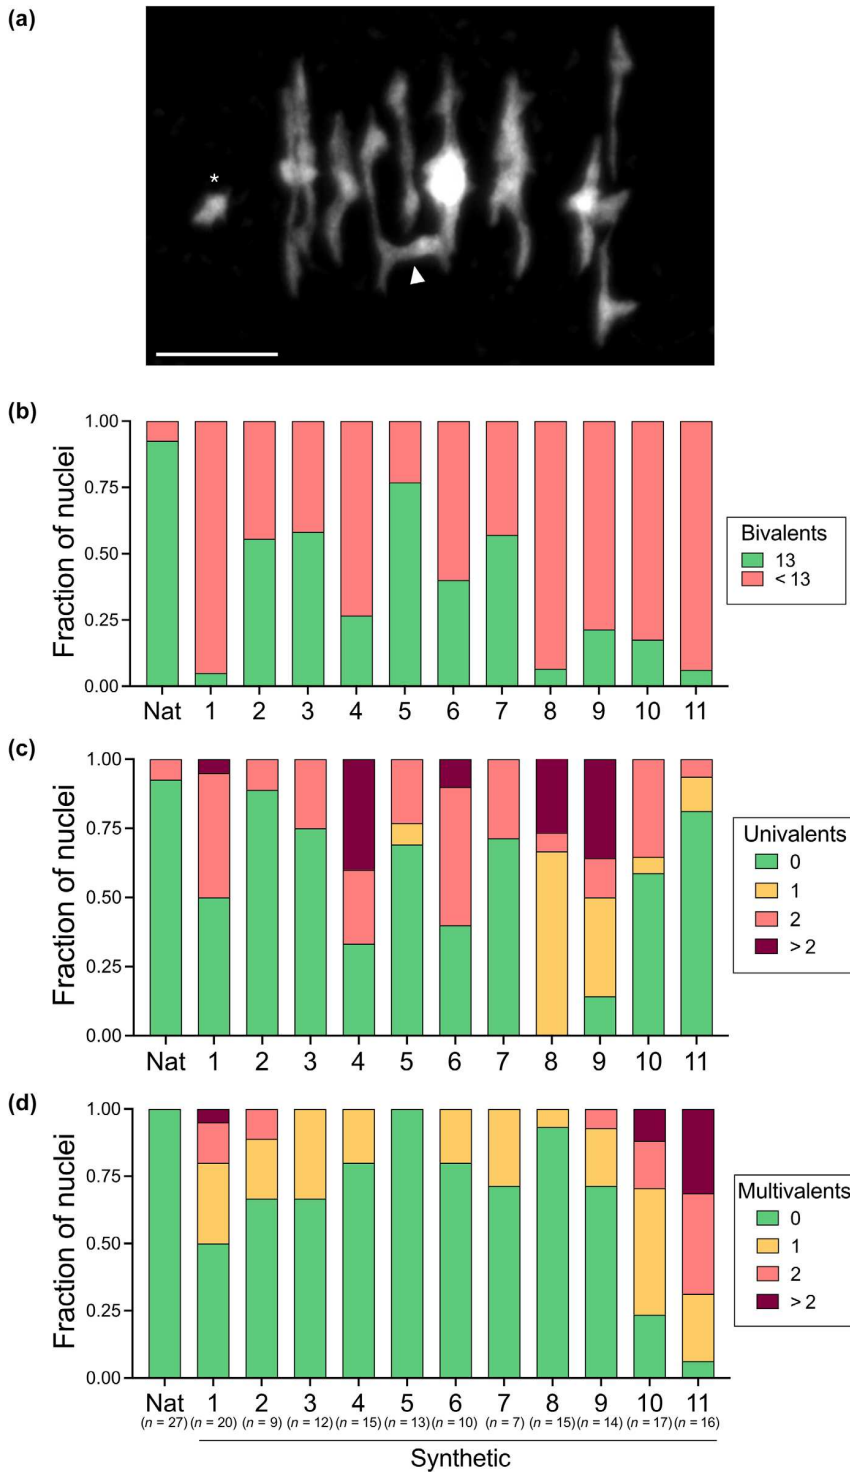 (a)
*
(b)
Fraction of nuclei
1.00
0.75
0.50
0.25
0.00
Nat 1 2 3 4 5 6 7 8 9 10 11
Bivalents
13
< 13
(c)
Fraction of nuclei
1.00
0.75
0.50
0.25
0.00
Nat 1 2 3 4 5 6 7 8 9 10 11
Univalents
0
1
2
> 2
(d)
Fraction of nuclei
1.00
0.75
0.50
0.25
0.00
Nat 1 2 3 4 5 6 7 8 9 10 11
(n = 27) (n = 20) (n = 9) (n = 12) (n = 15) (n = 13) (n = 10) (n = 7) (n = 15) (n = 14) (n = 17) (n = 16)
Synthetic
Multivalents
0
1
2
> 2